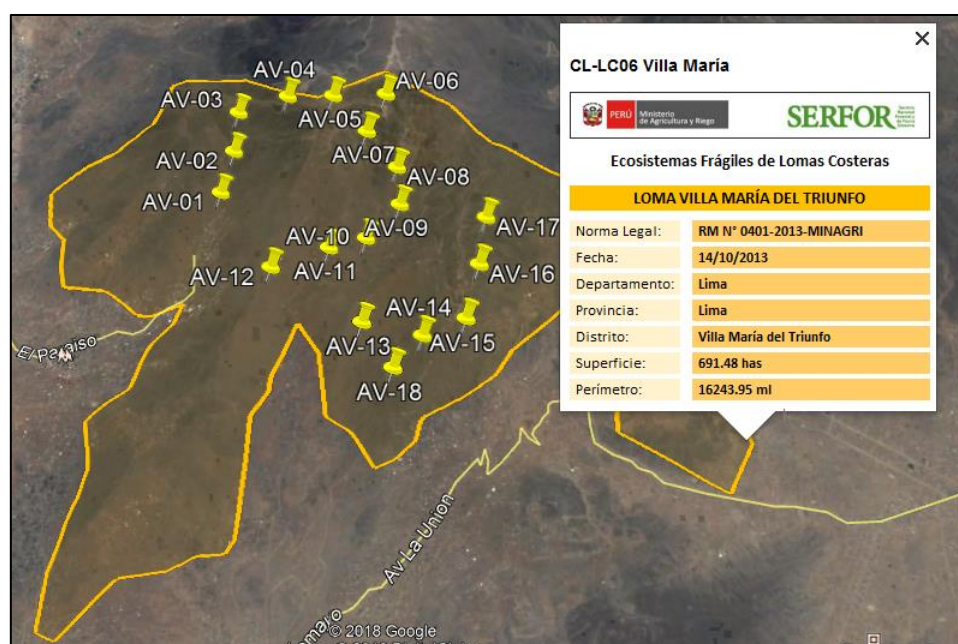 AV-04
AV-06
AV-03
AV-05
AV-02
AV-07
AV-08
AV-01
AV-17
AV-10
AV-09
AV-12
AV-11
AV-16
AV-14
AV-13
AV-15
AV-18
El Paraiso
Av La Union
© 2018 Google
CL-LC06 Villa María
PERÚ Ministerio
de Agricultura y Riego
SERFOR
Ecosistemas Frágiles de Lomas Costeras
LOMA VILLA MARÍA DEL TRIUNFO
Norma Legal: RM N° 0401-2013-MINAGRI
Fecha: 14/10/2013
Departamento: Lima
Provincia: Lima
Distrito: Villa María del Triunfo
Superficie: 691.48 has
Perímetro: 16243.95 ml